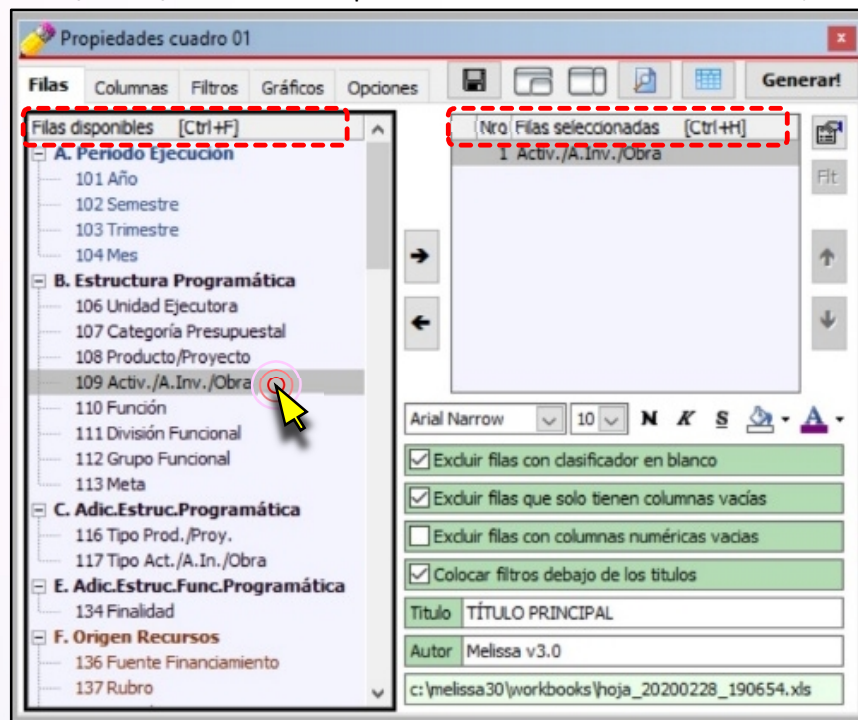 Propiedades cuadro 01
x
Filas Columnas Filtros Gráficos Opciones Generar!
Filas disponibles [Ctrl+F]
A. Período Ejecución
101 Año
102 Semestre
103 Trimestre
104 Mes
B. Estructura Programática
106 Unidad Ejecutora
107 Categoría Presupuestal
108 Producto/Proyecto
109 Activ./A.Inv./Obra
110 Función
111 División Funcional
112 Grupo Funcional
113 Meta
C. Adic.Estruc.Programática
116 Tipo Prod./Proy.
117 Tipo Act./A.In./Obra
E. Adic.Estruc.Func.Programática
134 Finalidad
F. Origen Recursos
136 Fuente Financiamiento
137 Rubro
Nro Filas seleccionadas [Ctrl+H]
1 Activ./A.Inv./Obra
Flt
Arial Narrow 10 N K S A
Excluir filas con clasificador en blanco
Excluir filas que solo tienen columnas vacías
Excluir filas con columnas numéricas vacias
Colocar filtros debajo de los titulos
Titulo TÍTULO PRINCIPAL
Autor Melissa v3.0
c:\melissa30\workbooks\hoja_20200228_190654.xls